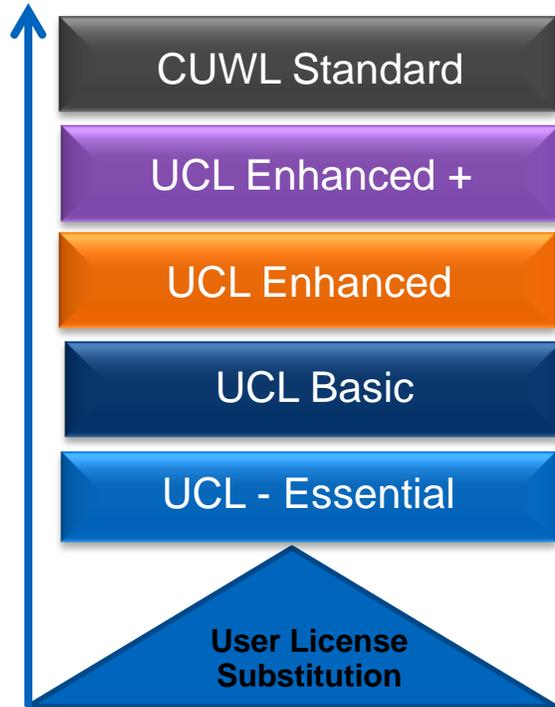 CUWL Standard
UCL Enhanced +
UCL Enhanced
UCL Basic
UCL - Essential
User License
Substitution